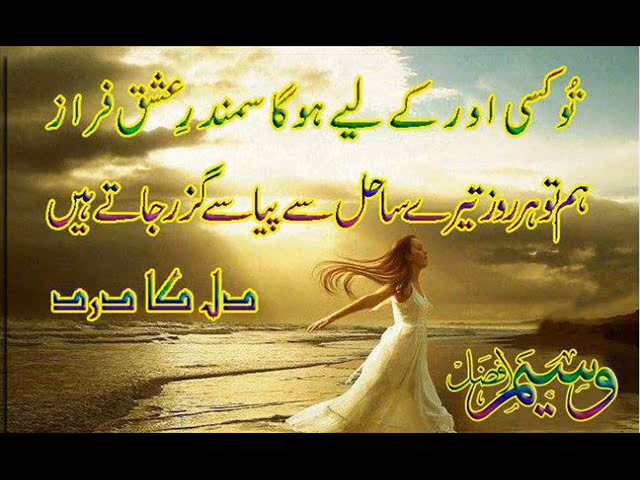 تُو کسی اور کے لیے ہو گا سمندرِ عشق فراز
ہم تو ہر روز تیرے ساحل سے پیاسے گزر جاتے ہیں
دل کا درد
وسیم افضل